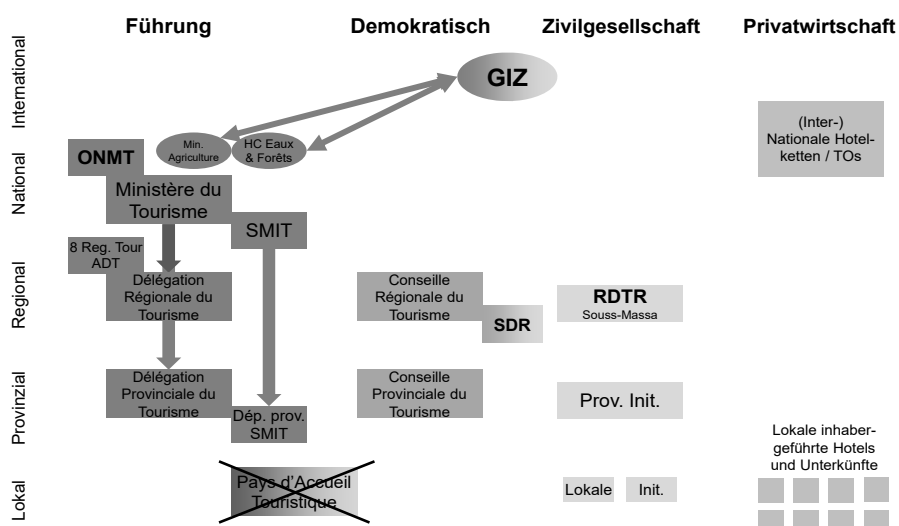 Führung
Demokratisch
Zivilgesellschaft
Privatwirtschaft
International
GIZ
(Inter-)
Nationale Hotel-
ketten / TOs
National
ONMT
Min.
Agriculture
HC Eaux
& Forêts
Ministère du
Tourisme
SMIT
Regional
8 Reg. Tour
ADT
Délégation
Régionale du
Tourisme
Conseille
Régionale du
Tourisme
SDR
RDTR
Souss-Massa
Provinzial
Délégation
Provinciale du
Tourisme
Dép. prov.
SMIT
Conseille
Provinciale du
Tourisme
Prov. Init.
Lokale inhaber-
geführte Hotels
und Unterkünfte
Lokal
Pays d'Accueil
Touristique
Lokale
Init.